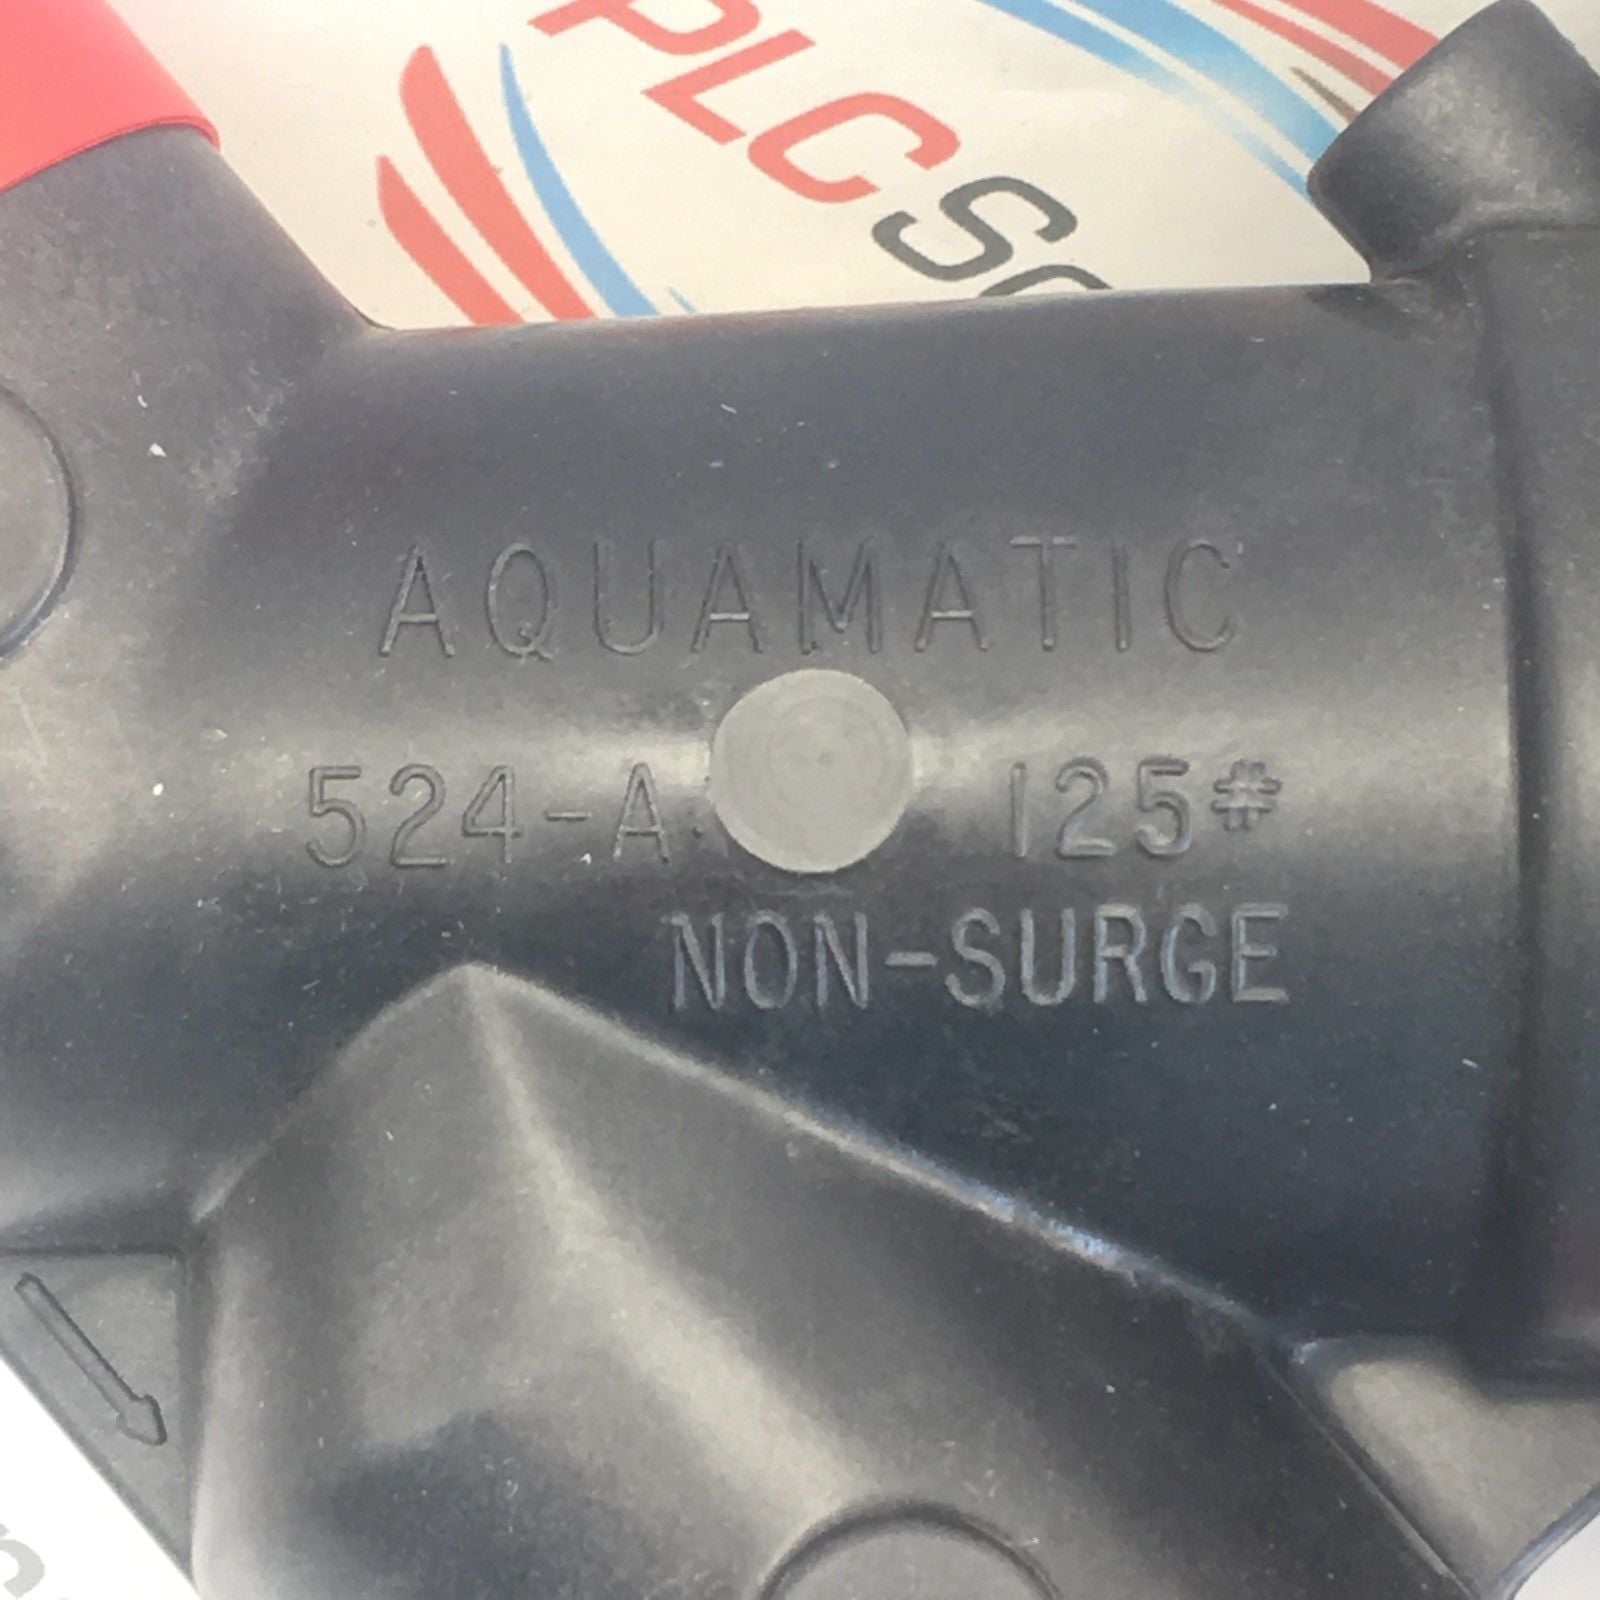 PLC
AQUAMATIC
524-A 125#
NON-SURGE